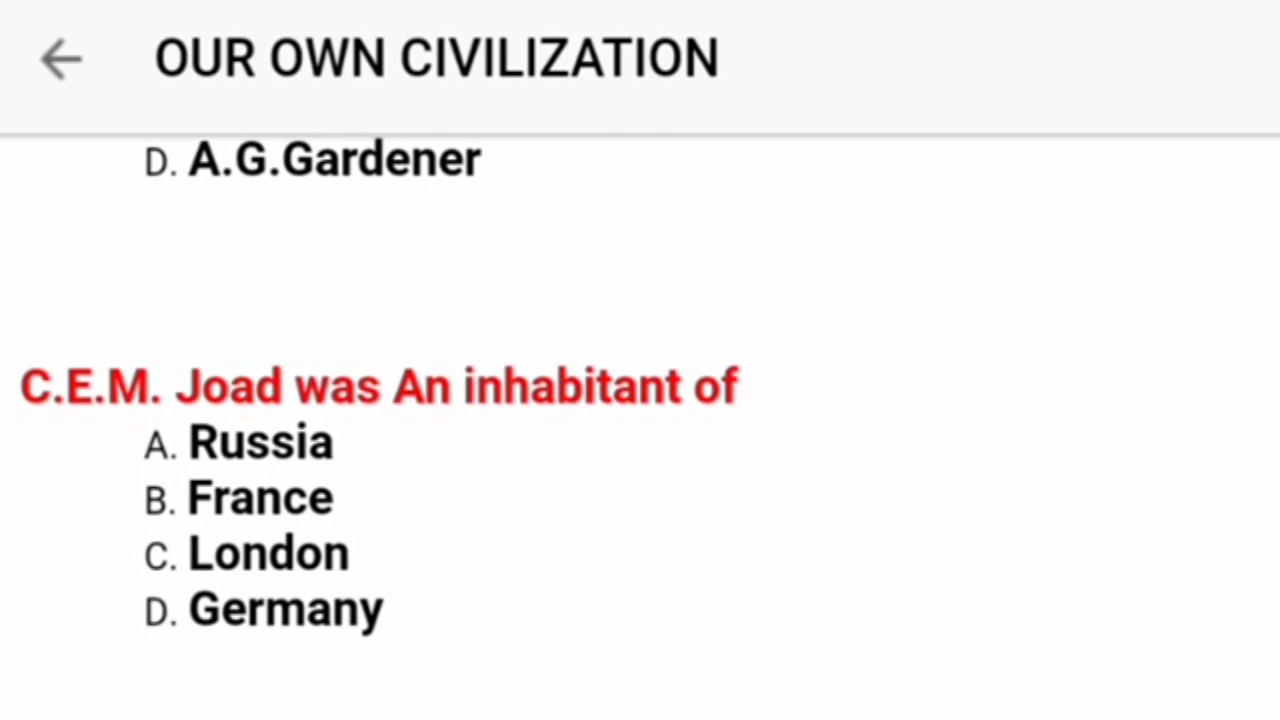 OUR OWN CIVILIZATION
D. A.G.Gardener
C.E.M. Joad was An inhabitant of
A. Russia
B. France
C. London
D. Germany